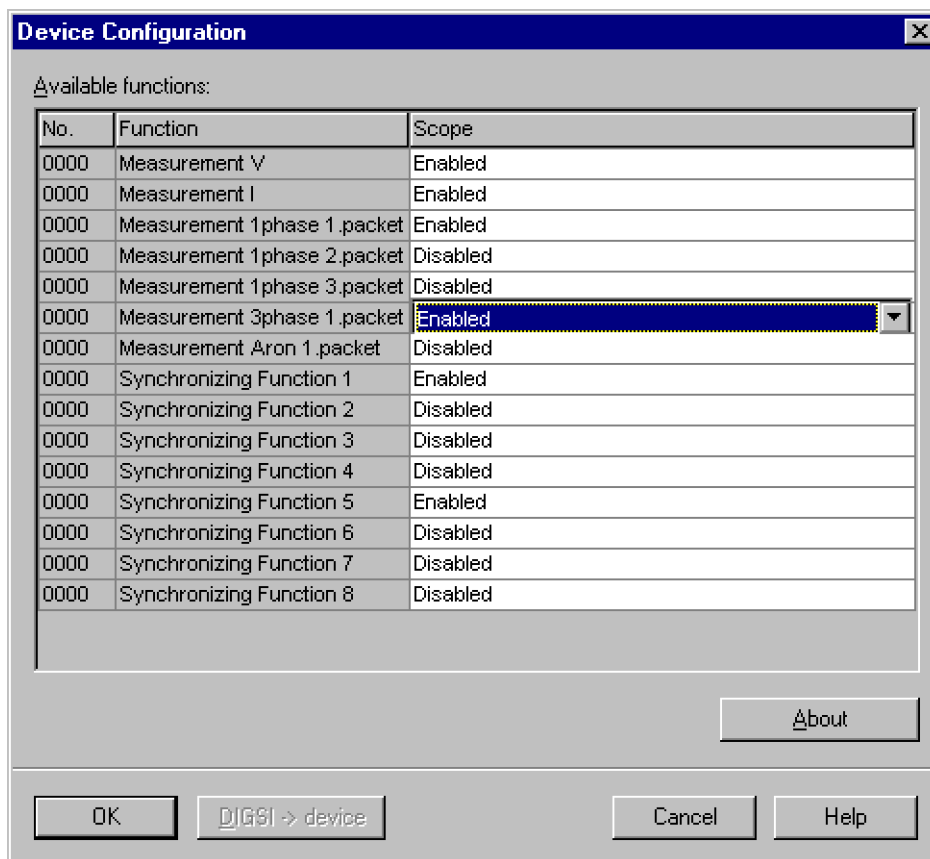 Device Configuration
Available functions:
No. Function Scope
0000 Measurement V Enabled
0000 Measurement I Enabled
0000 Measurement 1phase 1.packet Enabled
0000 Measurement 1phase 2.packet Disabled
0000 Measurement 1phase 3.packet Disabled
0000 Measurement 3phase 1.packet Enabled
0000 Measurement Aron 1.packet Disabled
0000 Synchronizing Function 1 Enabled
0000 Synchronizing Function 2 Disabled
0000 Synchronizing Function 3 Disabled
0000 Synchronizing Function 4 Disabled
0000 Synchronizing Function 5 Enabled
0000 Synchronizing Function 6 Disabled
0000 Synchronizing Function 7 Disabled
0000 Synchronizing Function 8 Disabled
About
OK DIGSI -> device Cancel Help